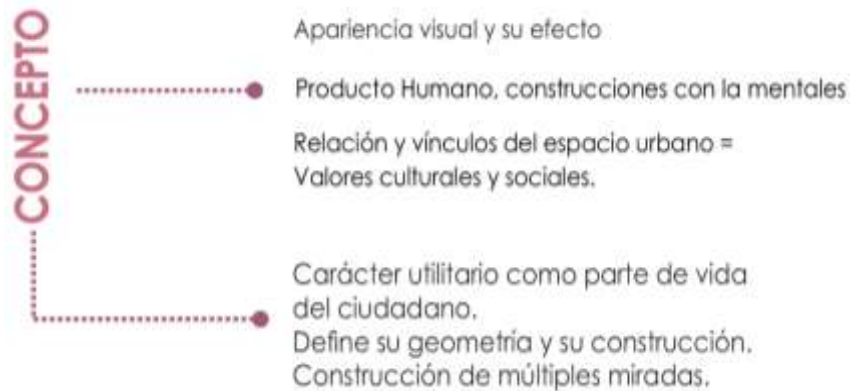 CONCEPTO
Apariencia visual y su efecto
Producto Humano, construcciones con la mentales
Relación y vínculos del espacio urbano =
Valores culturales y sociales.
Carácter utilitario como parte de vida
del ciudadano.
Define su geometría y su construcción.
Construcción de múltiples miradas.